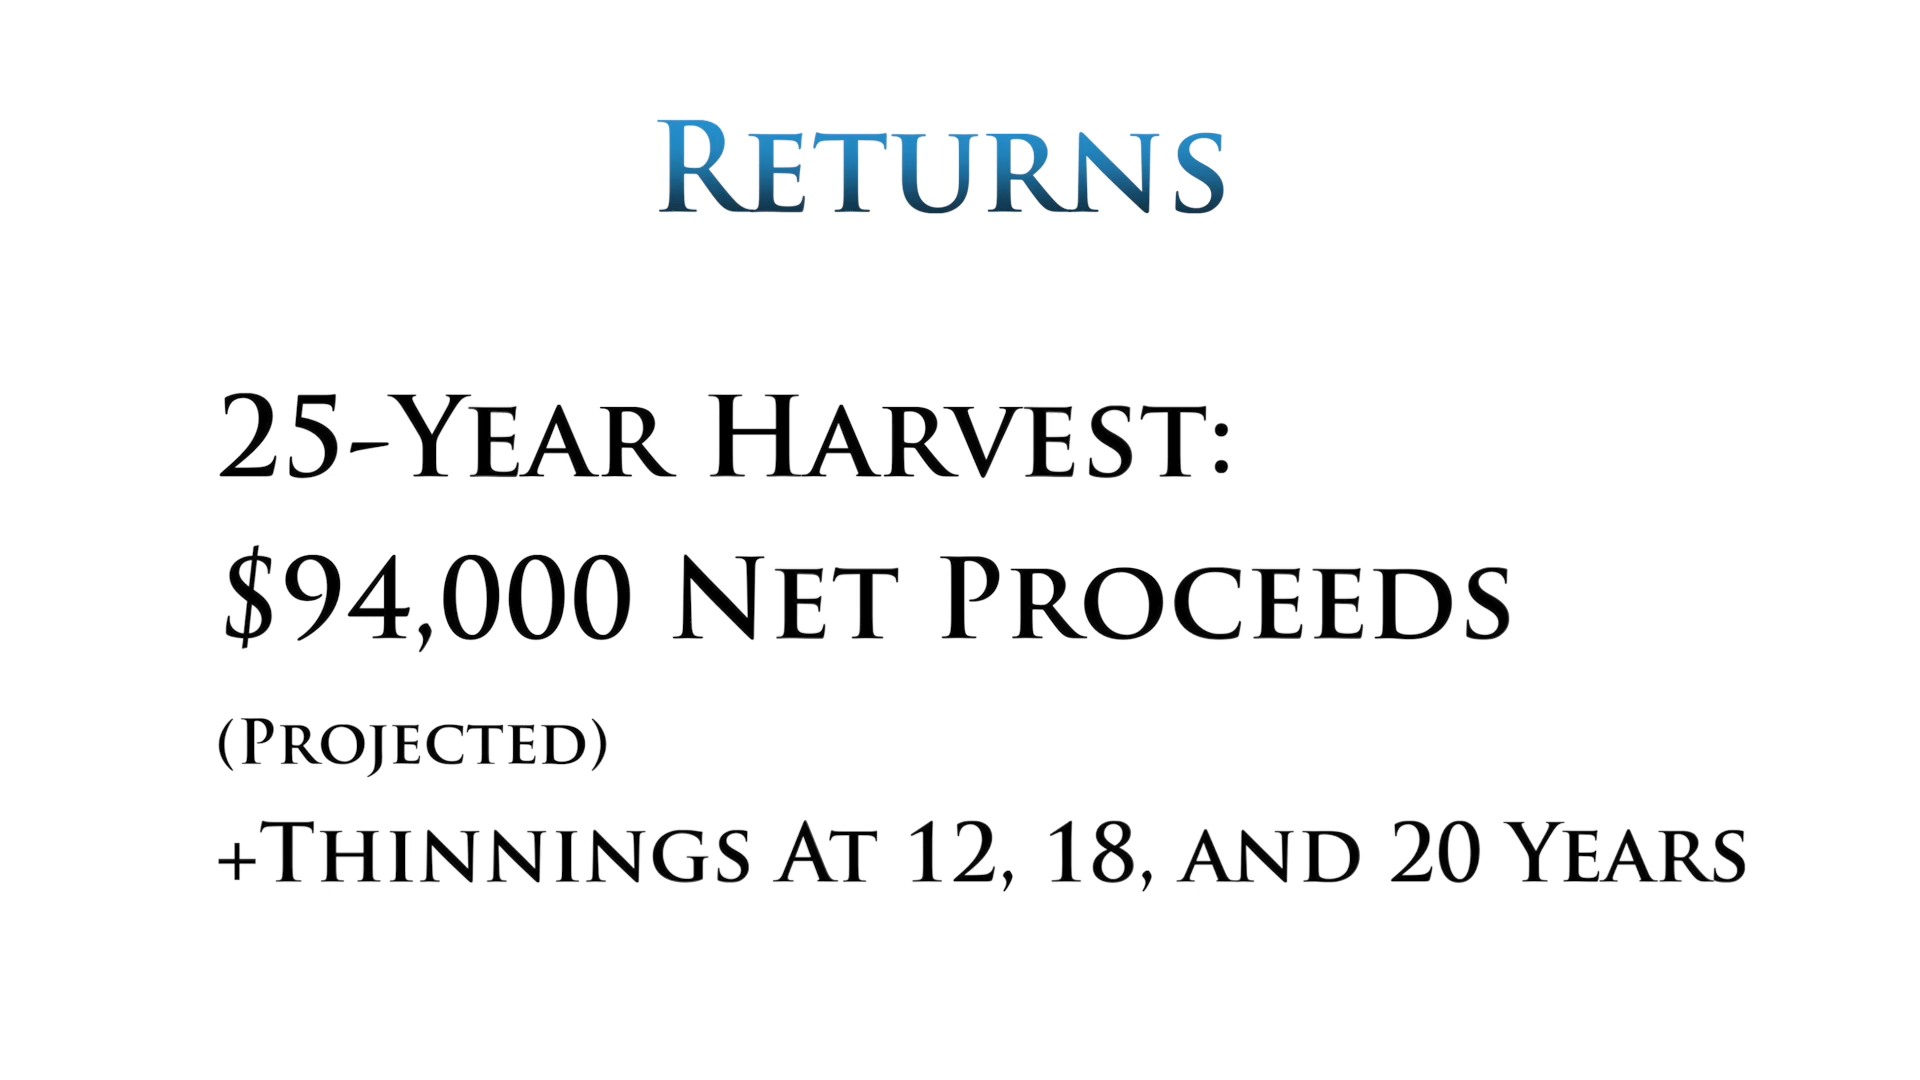 Returns
25-Year Harvest:
$94,000 Net Proceeds
(Projected)
+Thinnings At 12, 18, and 20 Years